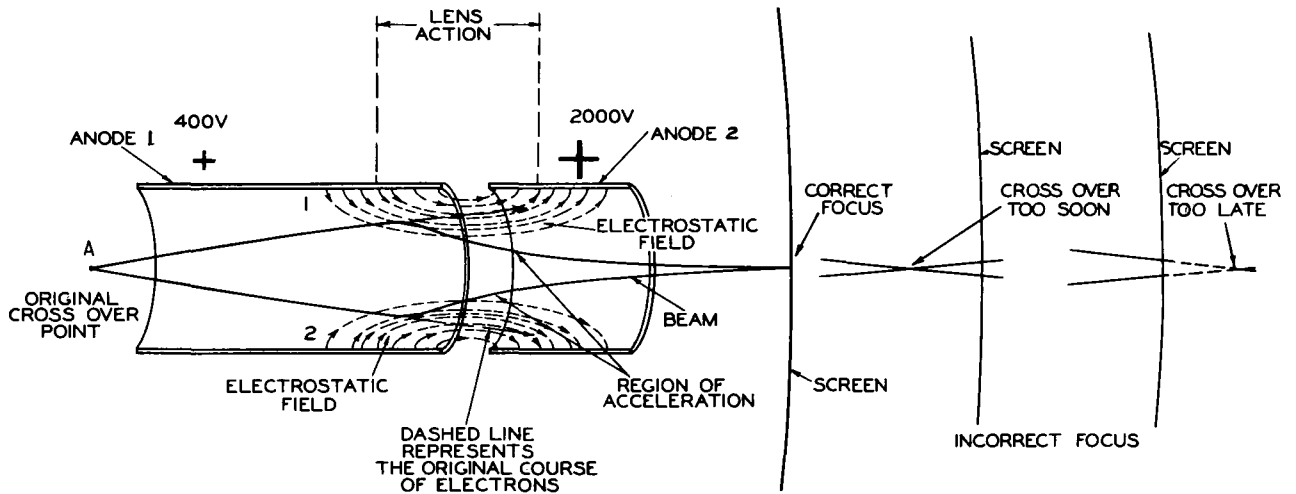 LENS
ACTION
400V
2000V
ANODE 1
ANODE 2
+
+
1
A
ORIGINAL
CROSS OVER
POINT
2
ELECTROSTATIC
FIELD
ELECTROSTATIC
FIELD
BEAM
REGION OF
ACCELERATION
DASHED LINE
REPRESENTS
THE ORIGINAL COURSE
OF ELECTRONS
CORRECT
FOCUS
SCREEN
SCREEN
CROSS OVER
TOO SOON
SCREEN
CROSS OVER
TOO LATE
INCORRECT FOCUS